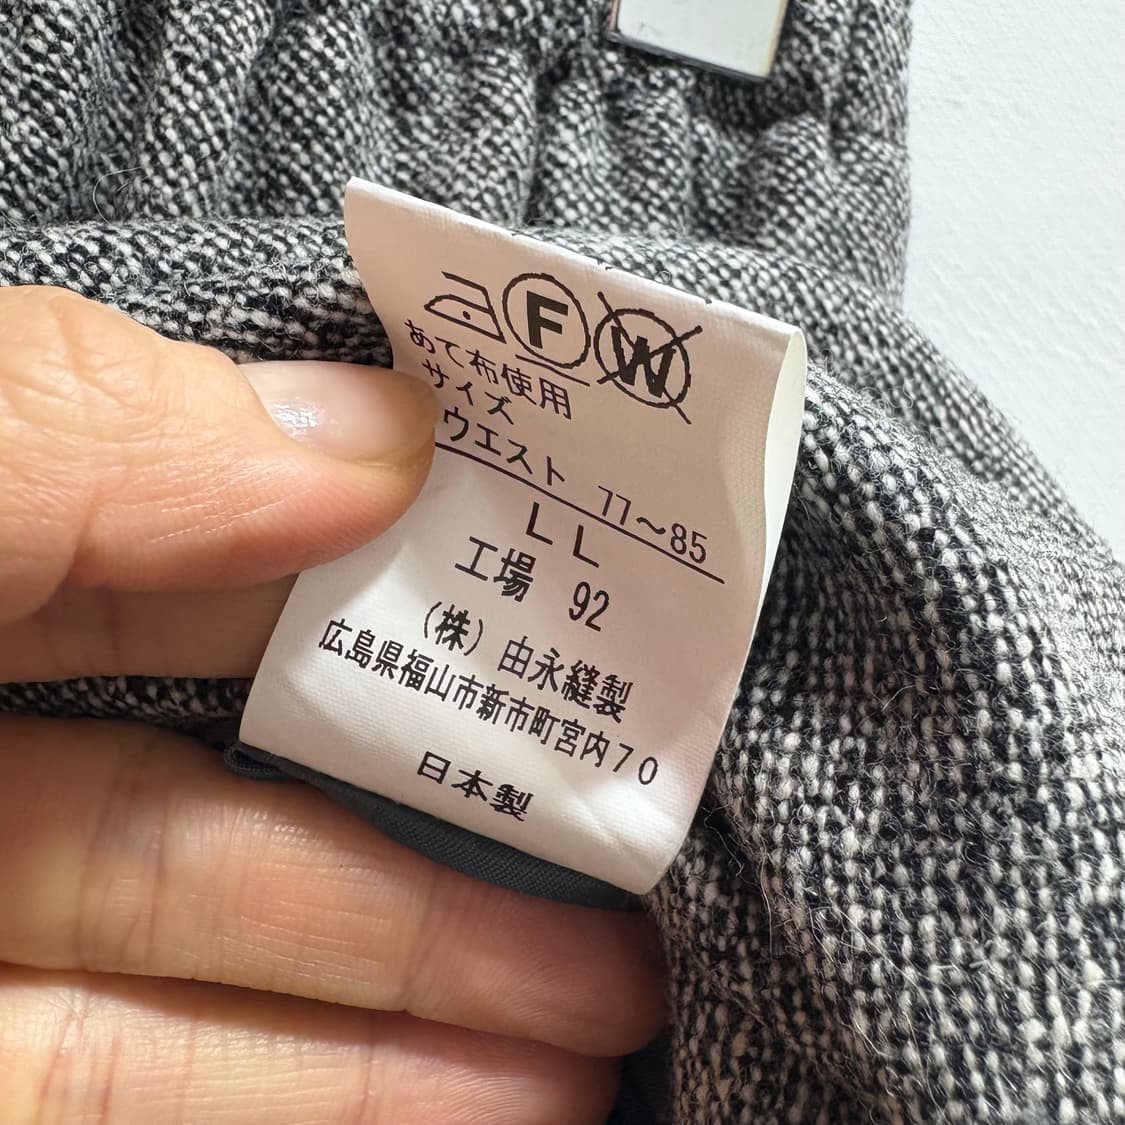 F W
あて布使用
サイズ
ウエスト 77~85
LL
工場 92
(株) 由永縫製
広島県福山市新市町宮内70
日本製